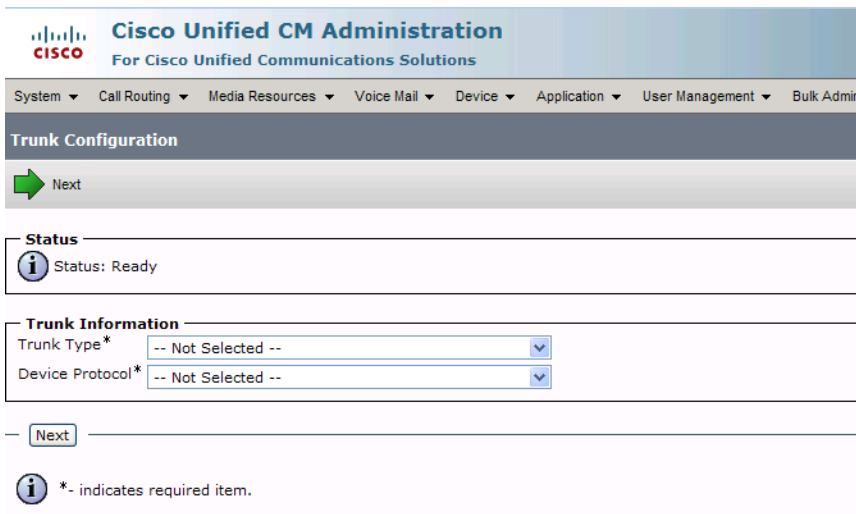 CISCO
Cisco Unified CM Administration
For Cisco Unified Communications Solutions
System Call Routing Media Resources Voice Mail Device Application User Management Bulk Admin
Trunk Configuration
Next
Status
Status: Ready
Trunk Information
Trunk Type* -- Not Selected --
Device Protocol* -- Not Selected --
Next
*- indicates required item.